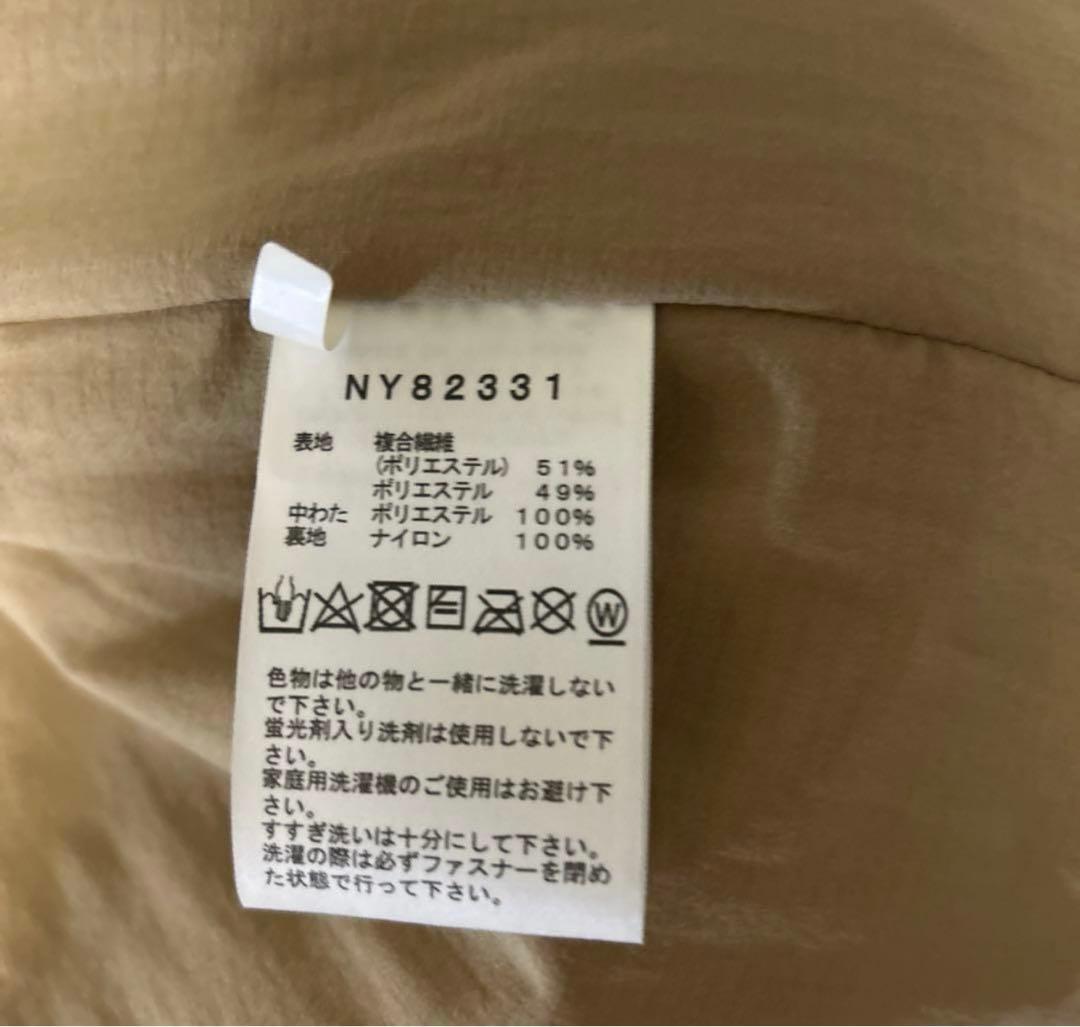 NY82331
表地 複合繊維
(ポリエステル) 51%
ポリエステル 49%
中わた ポリエステル 100%
裏地 ナイロン 100%
W
色物は他の物と一緒に洗濯しない
で下さい。
蛍光剤入り洗剤は使用しないで下
さい。
家庭用洗濯機のご使用はお避け下
さい。
すすぎ洗いは十分にして下さい。
洗濯の際は必ずファスナーを閉め
た状態で行って下さい。